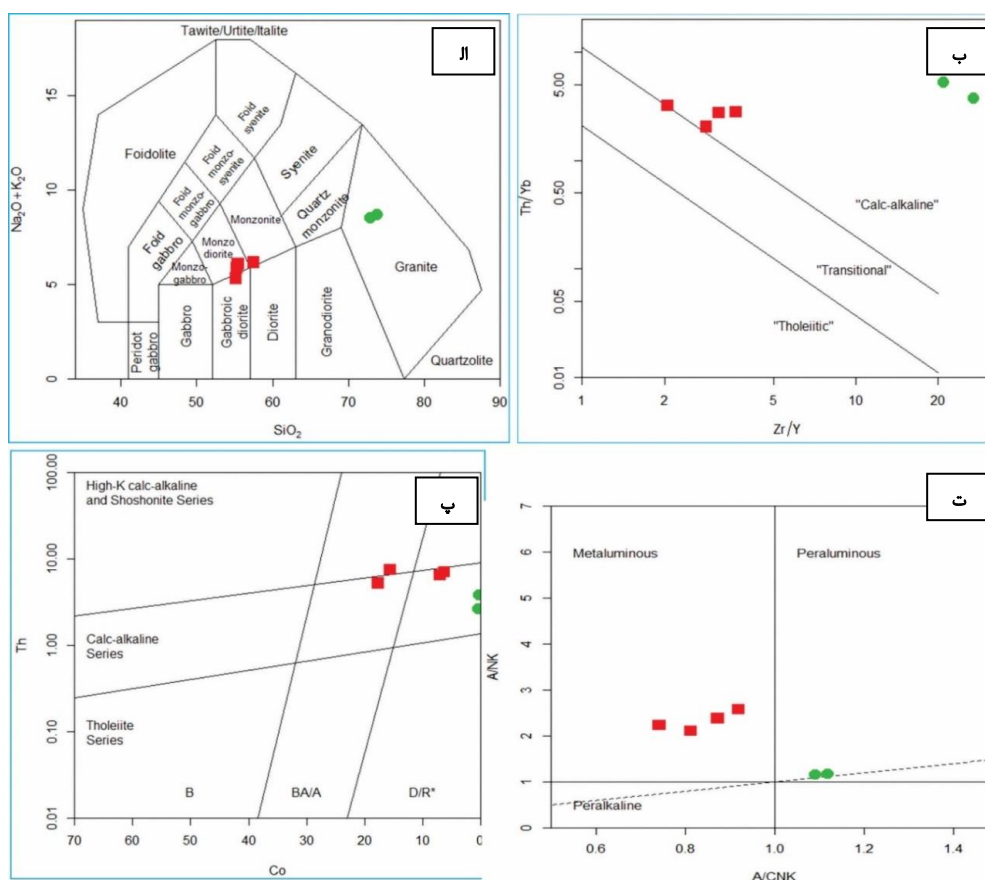 الـ
Tawite/Urtite/Italite
Foidolite
Foid
syenite
Foid
monzo-
syenite
Foid
monzo-
gabbro
Foid
gabbro
Syenite
Quartz
monzonite
Monzonite
Monzo
diorite
Monzo-
gabbro
Granite
Peridot
gabbro
Gabbro
Gabbroic
diorite
Diorite
Granodiorite
Quartzolite
Na₂O + K₂O
0 5 10 15
40 50 60 70 80 90
SiO₂
ب
"Calc-alkaline"
"Transitional"
"Tholeiitic"
Th/Yb
5.00
0.50
0.05
0.01
1 2 5 10 20
Zr/Y
پ
High-K calc-alkaline
and Shoshonite Series
Calc-alkaline
Series
Tholeiite
Series
B BA/A D/R*
Th
100.00
10.00
1.00
0.10
0.01
70 60 50 40 30 20 10 0
Co
ت
Metaluminous Peraluminous
Peralkaline
A/NK
7
6
5
4
3
2
1
0
0.6 0.8 1.0 1.2 1.4
A/CNK